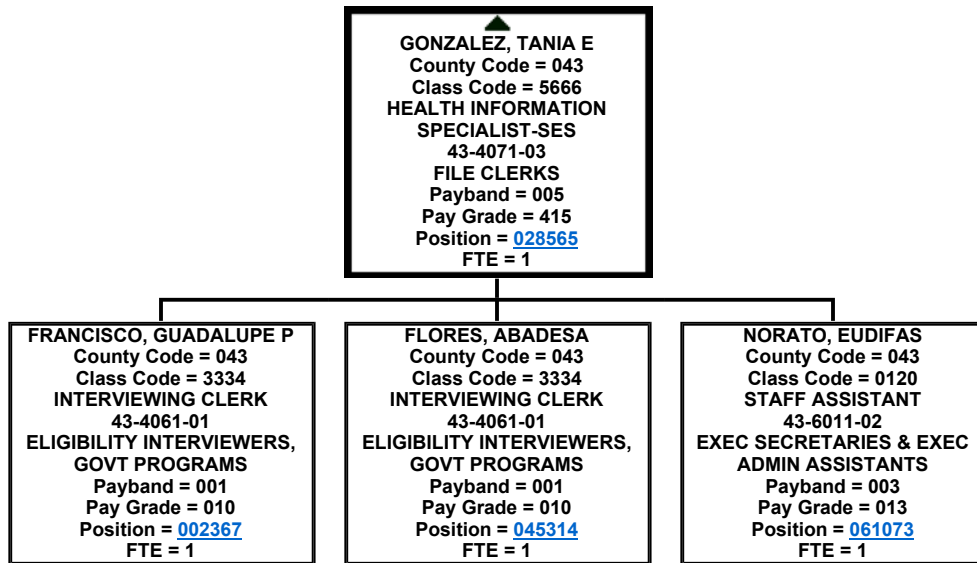 GONZALEZ, TANIA E
County Code = 043
Class Code = 5666
HEALTH INFORMATION
SPECIALIST-SES
43-4071-03
FILE CLERKS
Payband = 005
Pay Grade = 415
Position = 028565
FTE = 1
FRANCISCO, GUADALUPE P
County Code = 043
Class Code = 3334
INTERVIEWING CLERK
43-4061-01
ELIGIBILITY INTERVIEWERS,
GOVT PROGRAMS
Payband = 001
Pay Grade = 010
Position = 002367
FTE = 1
FLORES, ABADESA
County Code = 043
Class Code = 3334
INTERVIEWING CLERK
43-4061-01
ELIGIBILITY INTERVIEWERS,
GOVT PROGRAMS
Payband = 001
Pay Grade = 010
Position = 045314
FTE = 1
NORATO, EUDIFAS
County Code = 043
Class Code = 0120
STAFF ASSISTANT
43-6011-02
EXEC SECRETARIES & EXEC
ADMIN ASSISTANTS
Payband = 003
Pay Grade = 013
Position = 061073
FTE = 1